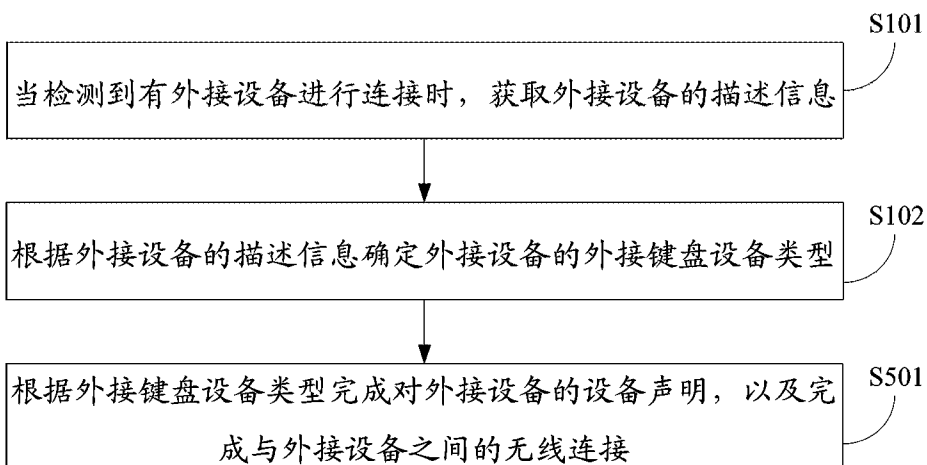 S101
当检测到有外接设备进行连接时，获取外接设备的描述信息
S102
根据外接设备的描述信息确定外接设备的外接键盘设备类型
S501
根据外接键盘设备类型完成对外接设备的设备声明，以及完
成与外接设备之间的无线连接